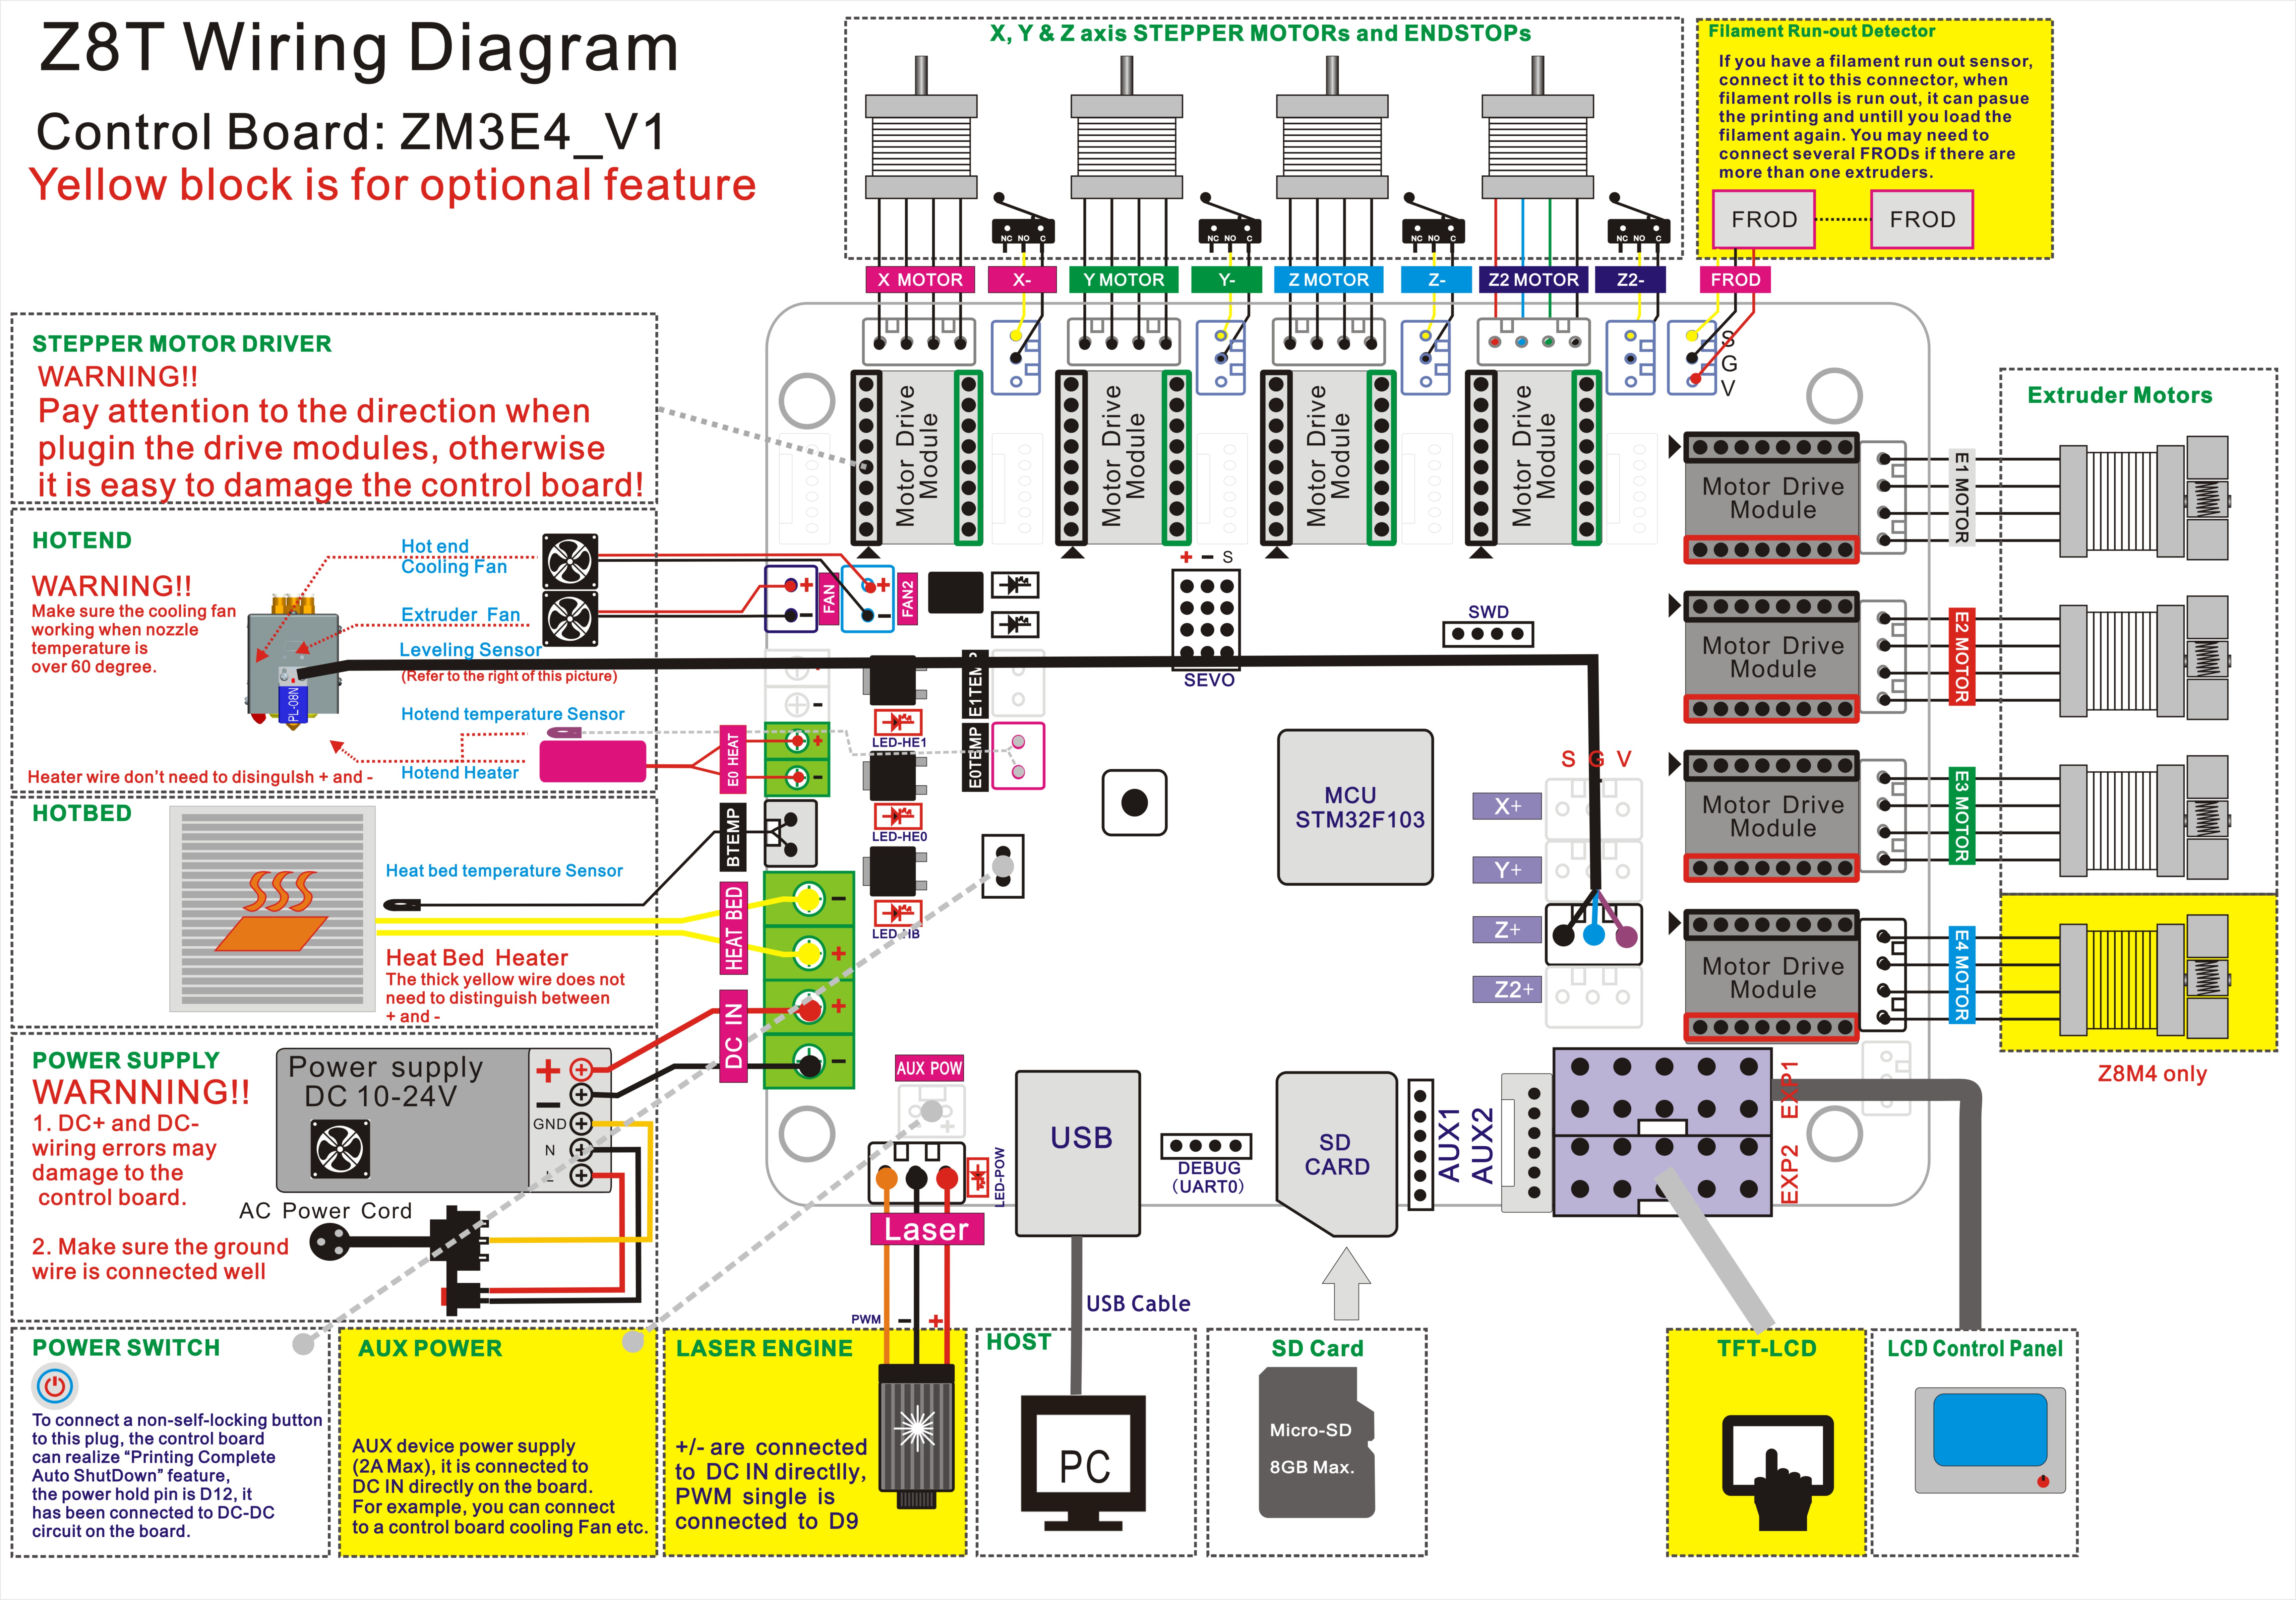 Z8T Wiring Diagram
Control Board: ZM3E4_V1
Yellow block is for optional feature
X, Y & Z axis STEPPER MOTORs and ENDSTOPs
NC NO C
NC NO C
NC NO C
NC NO C
X MOTOR
X-
Y MOTOR
Y-
Z MOTOR
Z-
Z2 MOTOR
Z2-
FROD
Filament Run-out Detector
If you have a filament run out sensor,
connect it to this connector, when
filament rolls is run out, it can pasue
the printing and untill you load the
filament again. You may need to
connect several FRODs if there are
more than one extruders.
FROD
FROD
S
G
V
STEPPER MOTOR DRIVER
WARNING!!
Pay attention to the direction when
plugin the drive modules, otherwise
it is easy to damage the control board!
Motor Drive
Module
Motor Drive
Module
Motor Drive
Module
Motor Drive
Module
Extruder Motors
Motor Drive
Module
E1 MOTOR
Motor Drive
Module
E2 MOTOR
Motor Drive
Module
E3 MOTOR
Motor Drive
Module
E4 MOTOR
Z8M4 only
HOTEND
WARNING!!
Make sure the cooling fan
working when nozzle
temperature is
over 60 degree.
Hot end
Cooling Fan
Extruder Fan
Leveling Sensor
(Refer to the right of this picture)
PL-08N
Hotend temperature Sensor
Hotend Heater
Heater wire don't need to disinguish + and -
+
-
FAN
+
-
FAN2
+ - S
SEVO
SWD
+
-
E1TEMP
LED-HE1
E0 HEAT
+
-
E0TEMP
LED-HE0
BTEMP
LED-HB
MCU
STM32F103
S G V
X+
Y+
Z+
Z2+
HOTBED
Heat bed temperature Sensor
Heat Bed Heater
The thick yellow wire does not
need to distinguish between
+ and -
HEAT BED
-
+
DC IN
+
-
POWER SUPPLY
WARNNING!!
1. DC+ and DC-
wiring errors may
damage to the
control board.
2. Make sure the ground
wire is connected well
Power supply
DC 10-24V
+
-
GND
N
L
AC Power Cord
AUX POW
+
LED-POW
Laser
PWM - +
USB
DEBUG
(UART0)
SD
CARD
AUX1
AUX2
EXP1
EXP2
USB Cable
POWER SWITCH
To connect a non-self-locking button
to this plug, the control board
can realize “Printing Complete
Auto ShutDown” feature,
the power hold pin is D12, it
has been connected to DC-DC
circuit on the board.
AUX POWER
AUX device power supply
(2A Max), it is connected to
DC IN directly on the board.
For example, you can connect
to a control board cooling Fan etc.
LASER ENGINE
+/- are connected
to DC IN directlly,
PWM single is
connected to D9
HOST
PC
SD Card
Micro-SD
8GB Max.
TFT-LCD
LCD Control Panel